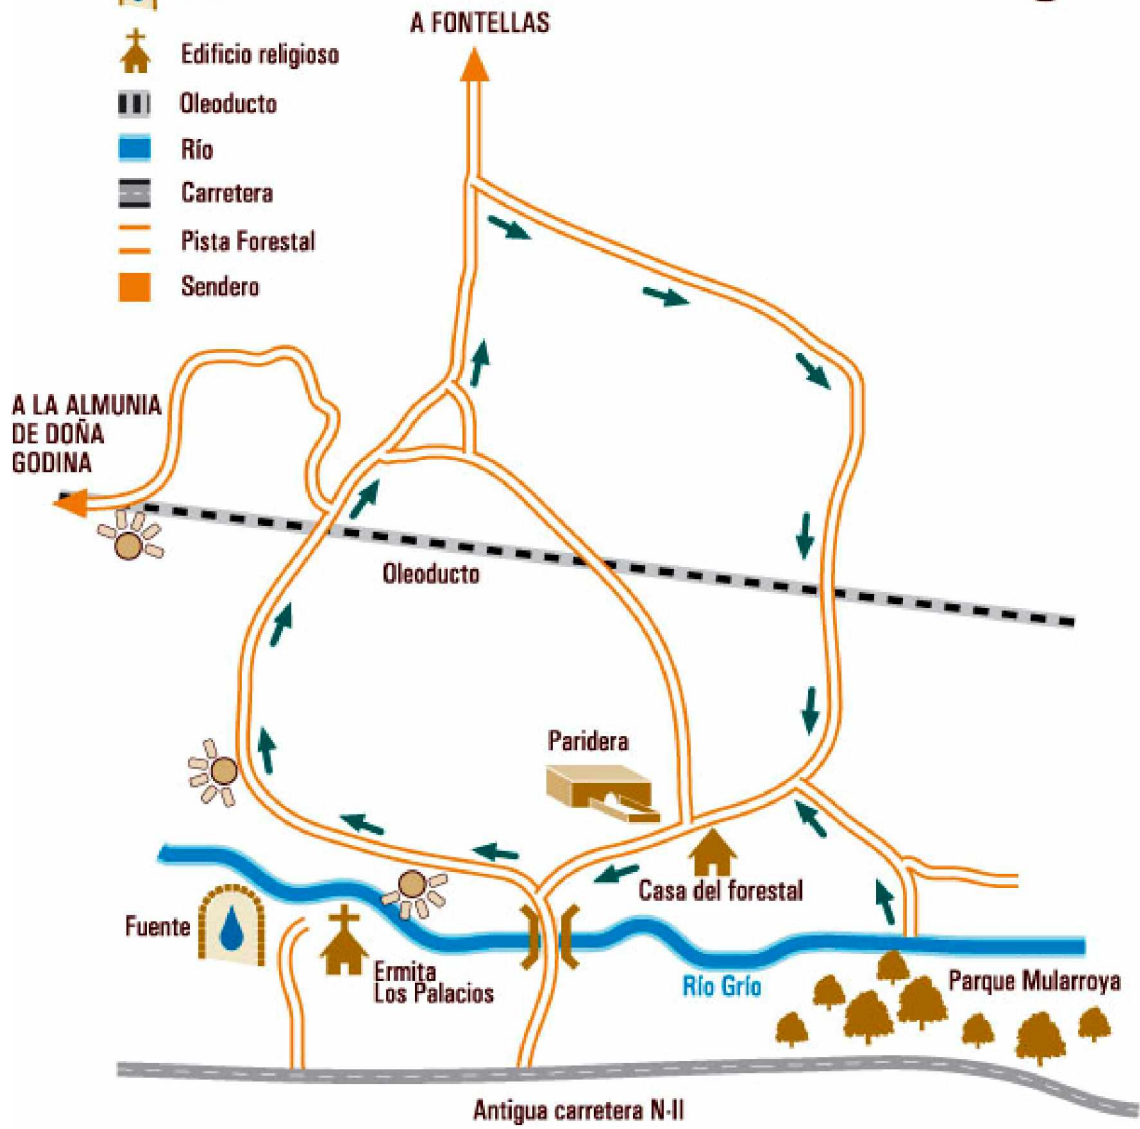 A FONTELLAS
Edificio religioso
Oleoducto
Río
Carretera
Pista Forestal
Sendero
A LA ALMUNIA
DE DOÑA
GODINA
Oleoducto
Paridera
Casa del forestal
Fuente
Ermita
Los Palacios
Río Grío
Parque Mularroya
Antigua carretera N-II